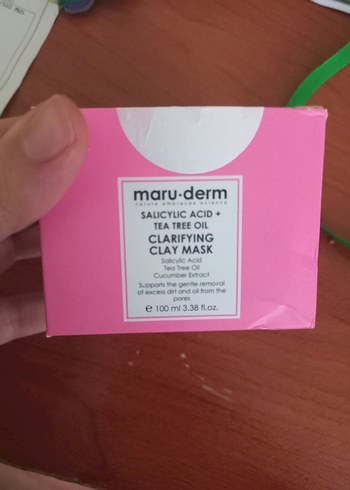 maru·derm
nature embraces science
SALICYLIC ACID +
TEA TREE OIL
CLARIFYING
CLAY MASK
Salicylic Acid
Tea Tree Oil
Cucumber Extract
Supports the gentle removal
of excess dirt and oil from the
pores
℮ 100 ml 3.38 fl.oz.